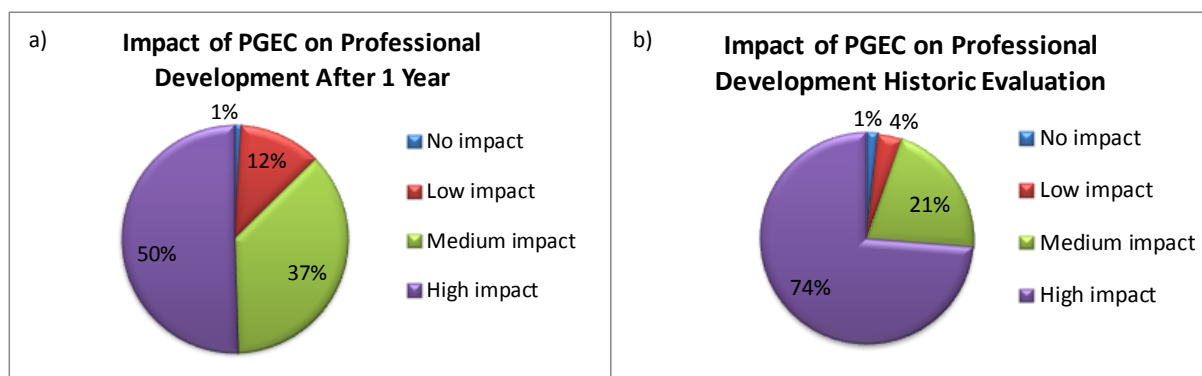 a)
Impact of PGEC on Professional
Development After 1 Year
1%
12%
37%
50%
No impact
Low impact
Medium impact
High impact
b)
Impact of PGEC on Professional
Development Historic Evaluation
1%
4%
21%
74%
No impact
Low impact
Medium impact
High impact